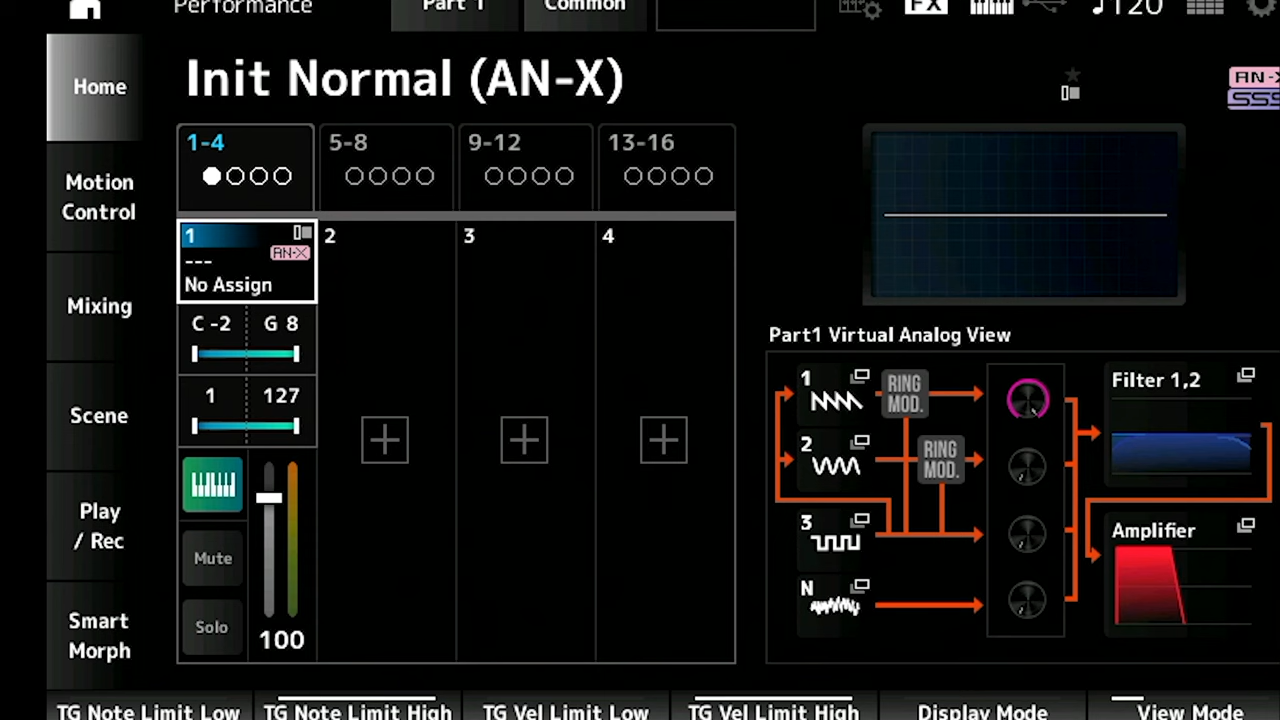 Performance
Part 1
Common
FX
♩120
Home
Init Normal (AN-X)
AN-X
SSS
1-4
5-8
9-12
13-16
Motion
Control
1
2
3
4
AN-X
---
No Assign
Mixing
C -2
G 8
Part1 Virtual Analog View
1
RING
MOD.
Filter 1,2
1
127
Scene
2
RING
MOD.
Play
/ Rec
3
Amplifier
Mute
N
Solo
100
Smart
Morph
TG Note Limit Low
TG Note Limit High
TG Vel Limit Low
TG Vel Limit High
Display Mode
View Mode